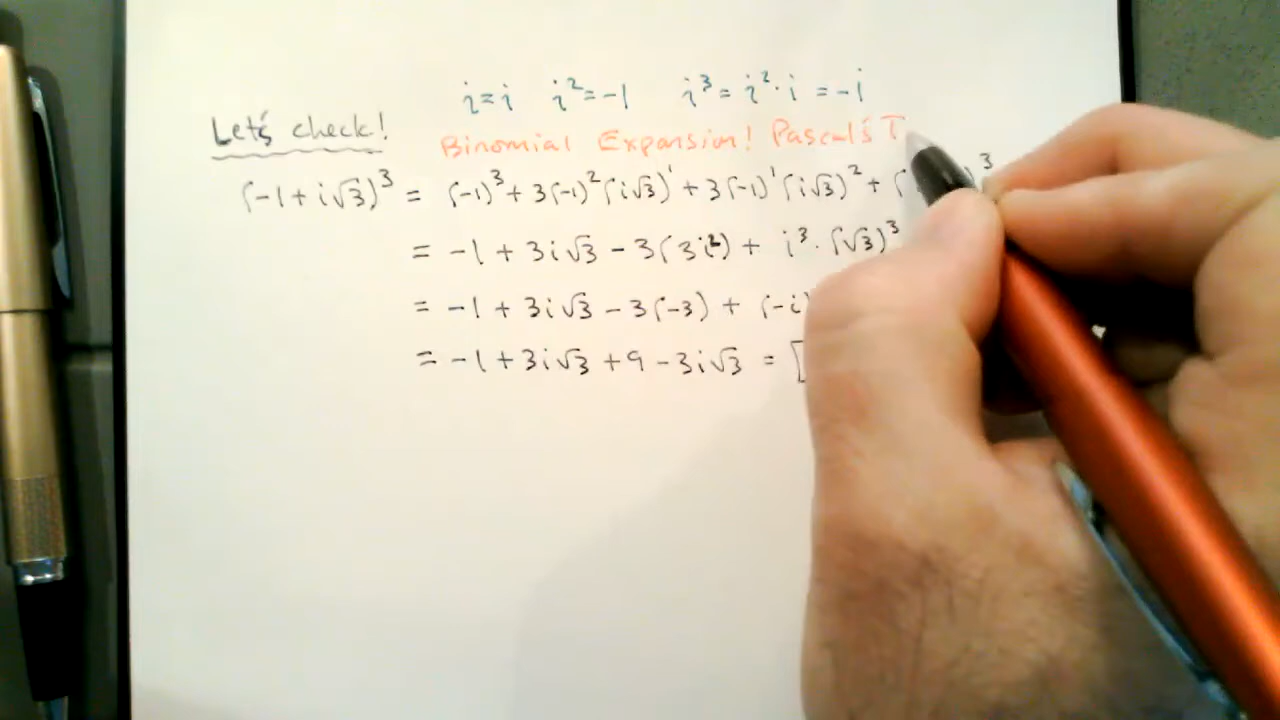 i = i i² = -1 i³ = i² · i = -i
Let's check!
Binomial Expansion! Pascal's T
(-1 + i√3)³ = (-1)³ + 3(-1)²(i√3)¹ + 3(-1)¹(i√3)² + ( )³
= -1 + 3i√3 - 3(3i²) + i³ · (√3)³
= -1 + 3i√3 - 3(-3) + (-i)
= -1 + 3i√3 + 9 - 3i√3 =